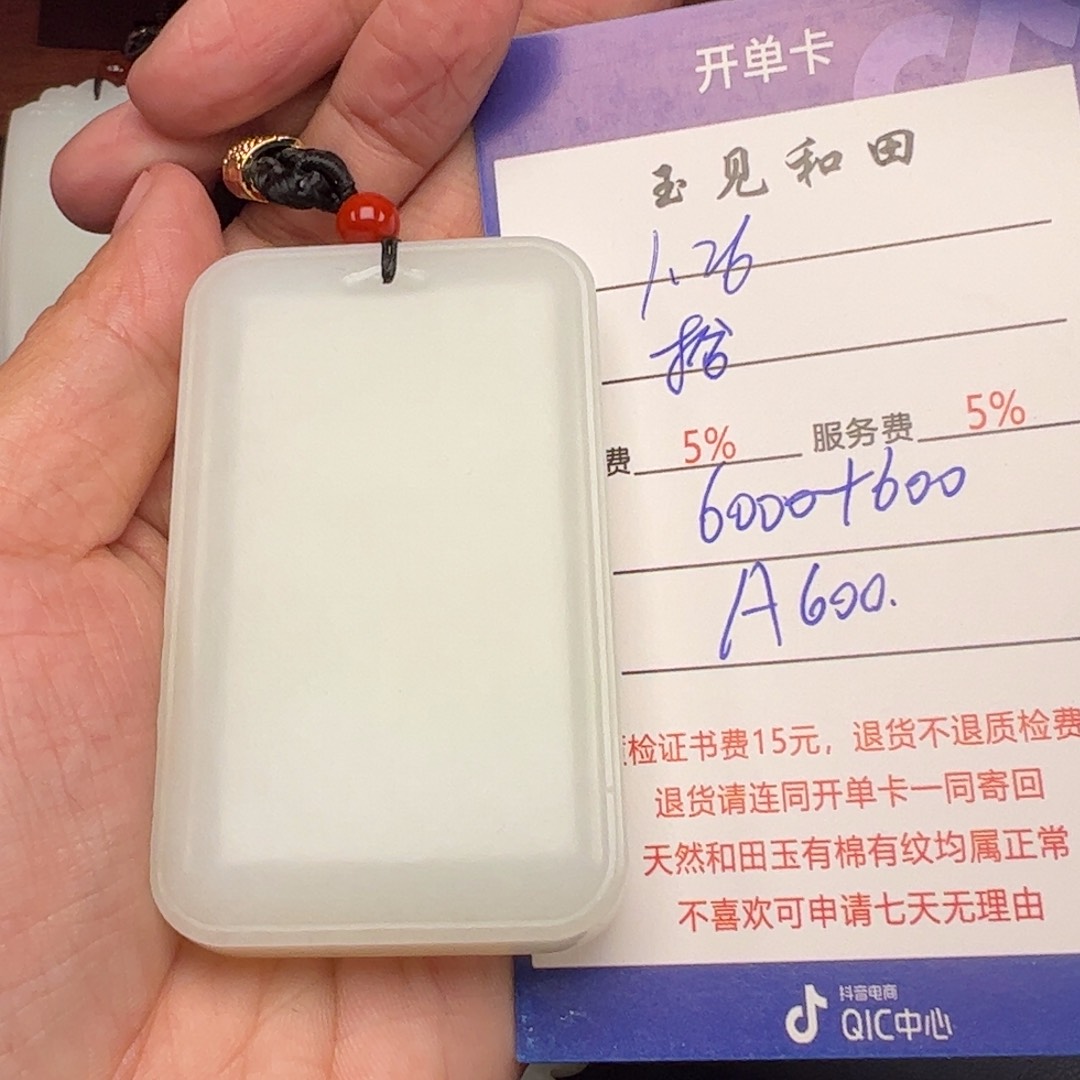 开单卡
玉见和田
1.26
费 5% 服务费 5%
6000+600
A600.
检证书费15元，退货不退质检费
退货请连同开单卡一同寄回
天然和田玉有棉有纹均属正常
不喜欢可申请七天无理由
抖音电商
QIC中心